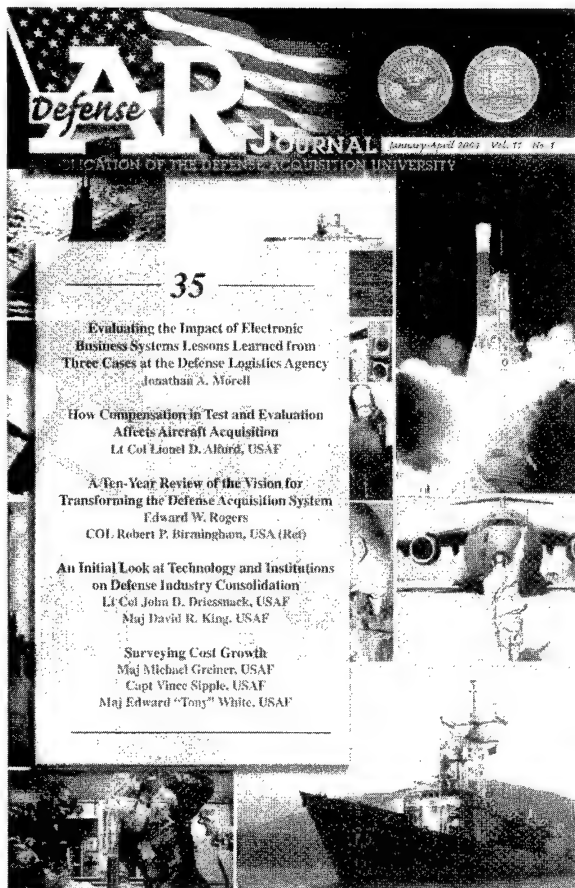 Defense
AR
JOURNAL
January-April 2004 Vol. 11 No. 1
PUBLICATION OF THE DEFENSE ACQUISITION UNIVERSITY
35
Evaluating the Impact of Electronic
Business Systems Lessons Learned from
Three Cases at the Defense Logistics Agency
Jonathan A. Morell
How Compensation in Test and Evaluation
Affects Aircraft Acquisition
Lt Col Lionel D. Alford, USAF
A Ten-Year Review of the Vision for
Transforming the Defense Acquisition System
Edward W. Rogers
COL Robert P. Birmingham, USA (Ret)
An Initial Look at Technology and Institutions
on Defense Industry Consolidation
Lt Col John D. Driessnack, USAF
Maj David R. King, USAF
Surveying Cost Growth
Maj Michael Greiner, USAF
Capt Vince Sipple, USAF
Maj Edward "Tony" White, USAF